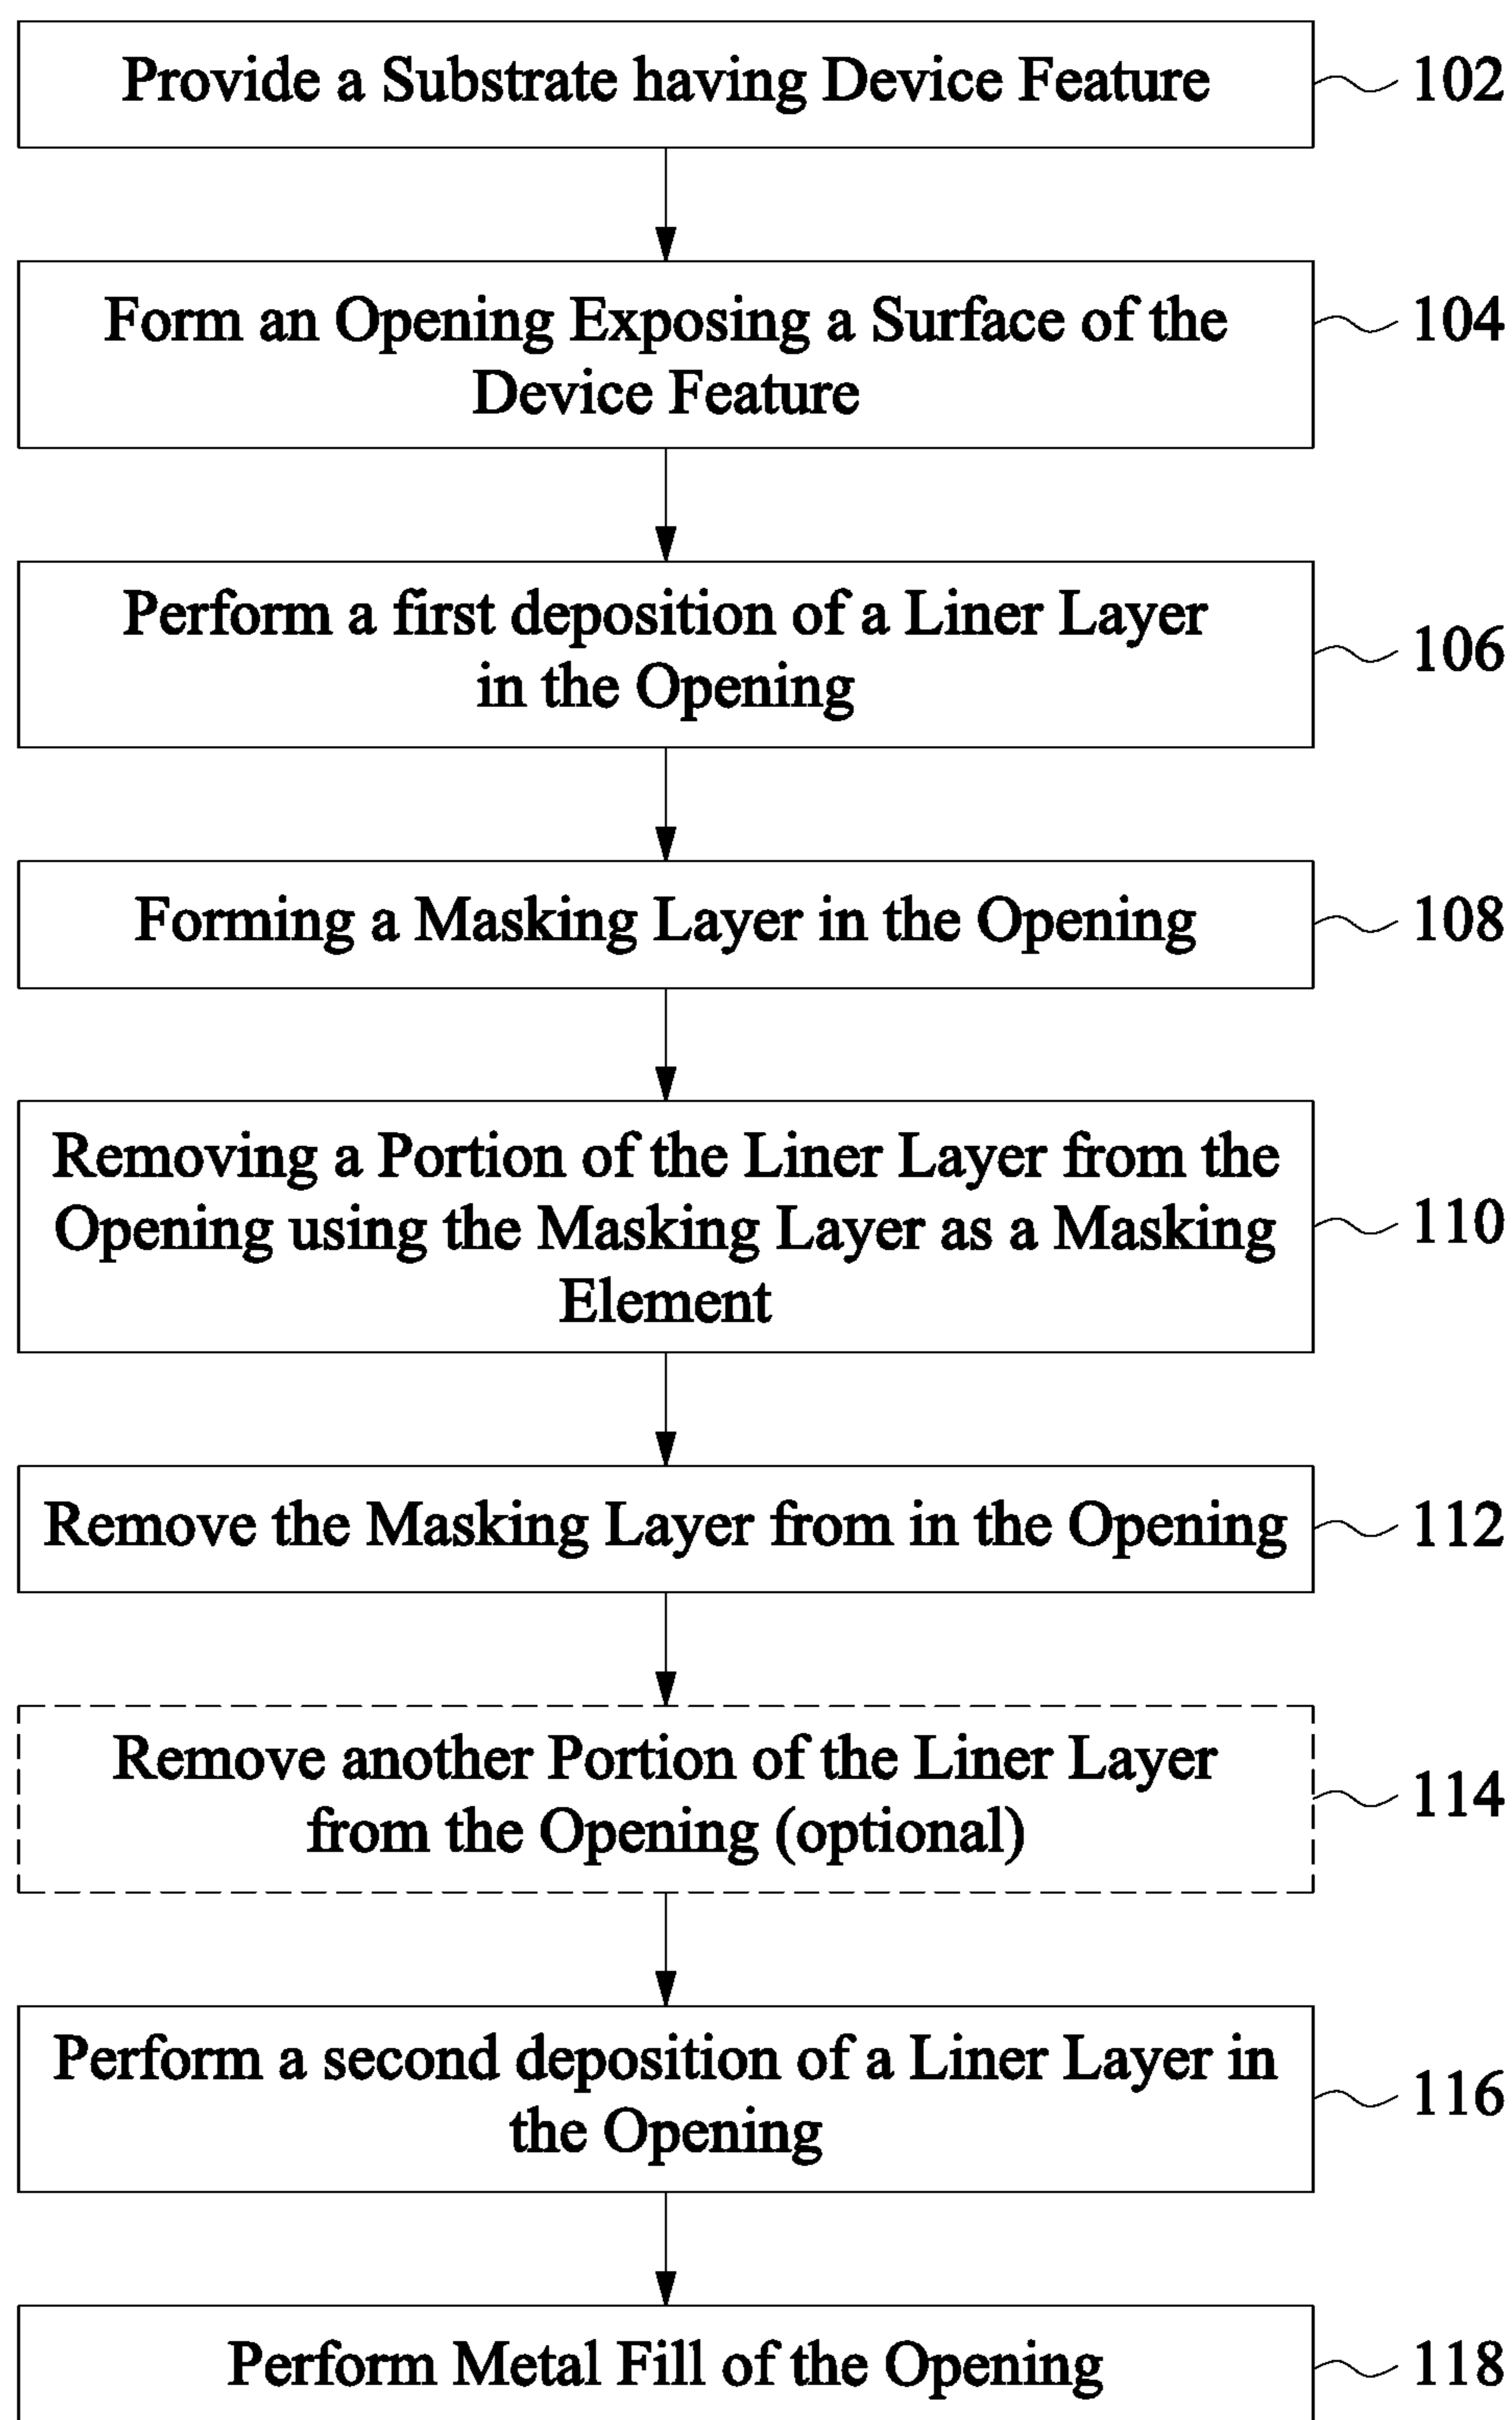 Provide a Substrate having Device Feature
102
Form an Opening Exposing a Surface of the
Device Feature
104
Perform a first deposition of a Liner Layer
in the Opening
106
Forming a Masking Layer in the Opening
108
Removing a Portion of the Liner Layer from the
Opening using the Masking Layer as a Masking
Element
110
Remove the Masking Layer from in the Opening
112
Remove another Portion of the Liner Layer
from the Opening (optional)
114
Perform a second deposition of a Liner Layer in
the Opening
116
Perform Metal Fill of the Opening
118